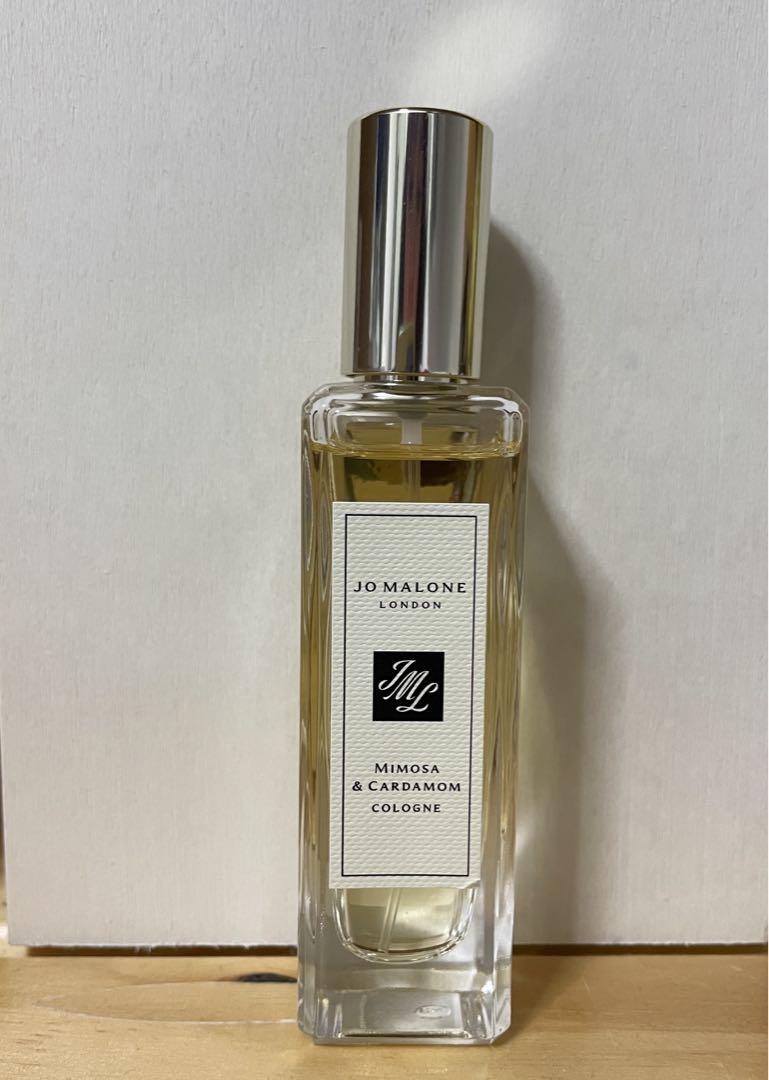 JO MALONE
LONDON
JML
MIMOSA
& CARDAMOM
COLOGNE